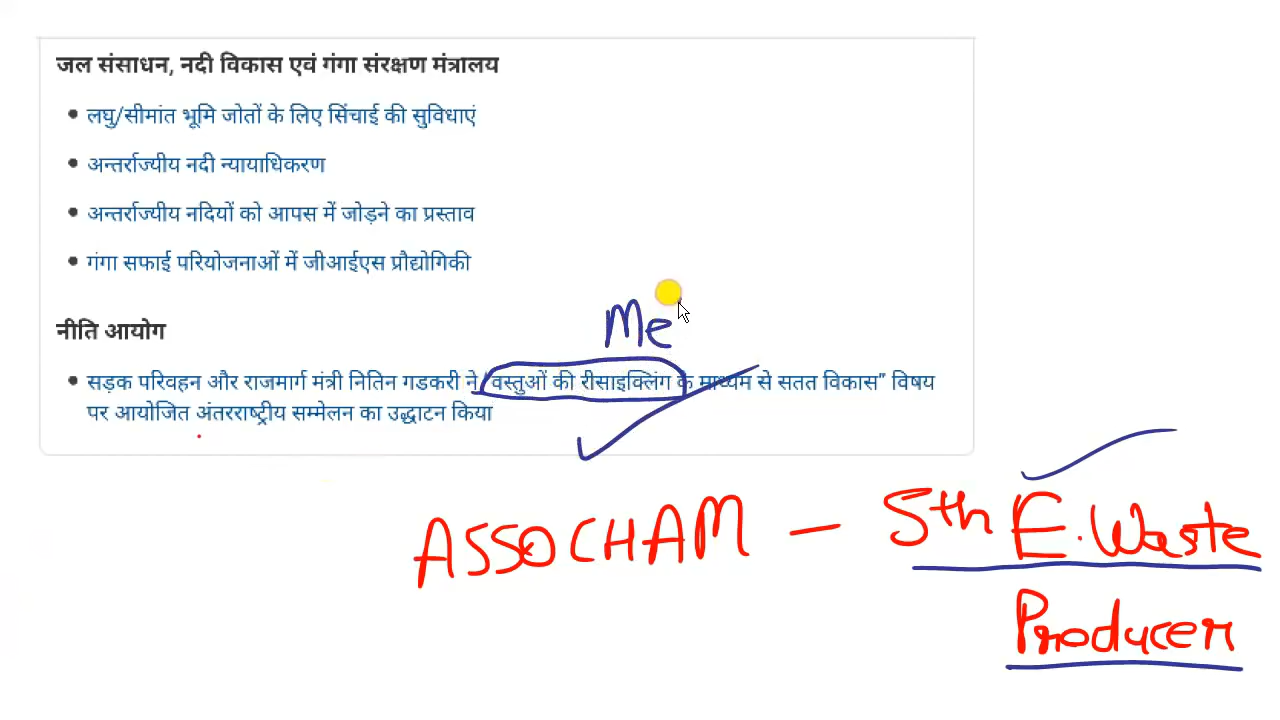 जल संसाधन, नदी विकास एवं गंगा संरक्षण मंत्रालय
• लघु/सीमांत भूमि जोतों के लिए सिंचाई की सुविधाएं
• अन्तर्राज्यीय नदी न्यायाधिकरण
• अन्तर्राज्यीय नदियों को आपस में जोड़ने का प्रस्ताव
• गंगा सफाई परियोजनाओं में जीआईएस प्रौद्योगिकी
Me
नीति आयोग
• सड़क परिवहन और राजमार्ग मंत्री नितिन गडकरी ने “वस्तुओं की रीसाइक्लिंग के माध्यम से सतत विकास” विषय
पर आयोजित अंतरराष्ट्रीय सम्मेलन का उद्घाटन किया
ASSOCHAM – 5th E.Waste
Producer